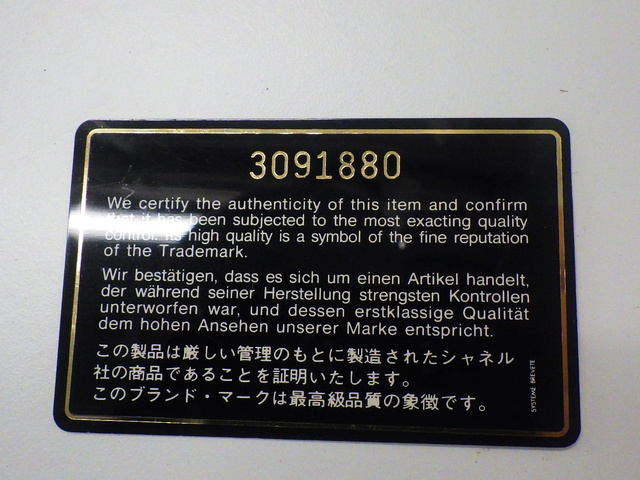 3091880
We certify the authenticity of this item and confirm
that it has been subjected to the most exacting quality
control. Its high quality is a symbol of the fine reputation
of the Trademark.
Wir bestätigen, dass es sich um einen Artikel handelt,
der während seiner Herstellung strengsten Kontrollen
unterworfen war, und dessen erstklassige Qualität
dem hohen Ansehen unserer Marke entspricht.
この製品は厳しい管理のもとに製造されたシャネル
社の商品であることを証明いたします。
このブランド・マークは最高級品質の象徴です。
SYSTEME BREVETE